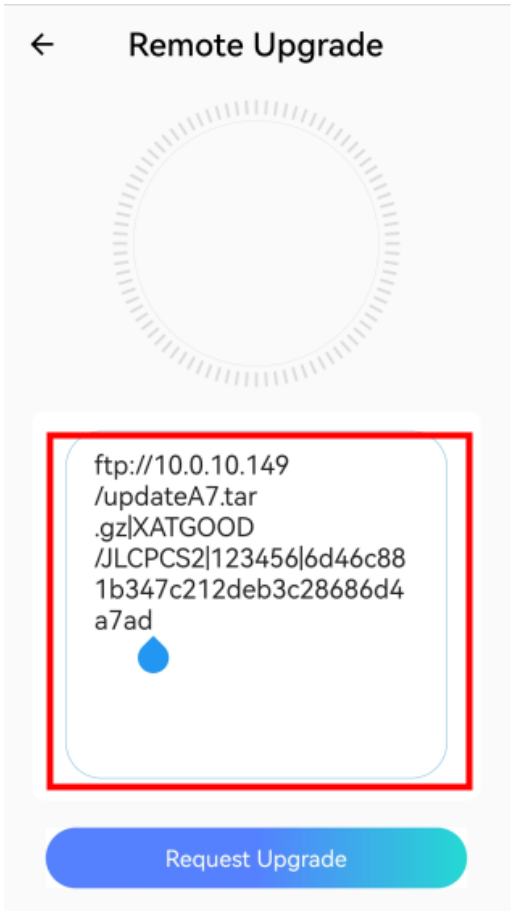 Remote Upgrade
ftp://10.0.10.149
/updateA7.tar
.gz|XATGOOD
/JLCPCS2|123456|6d46c88
1b347c212deb3c28686d4
a7ad
Request Upgrade